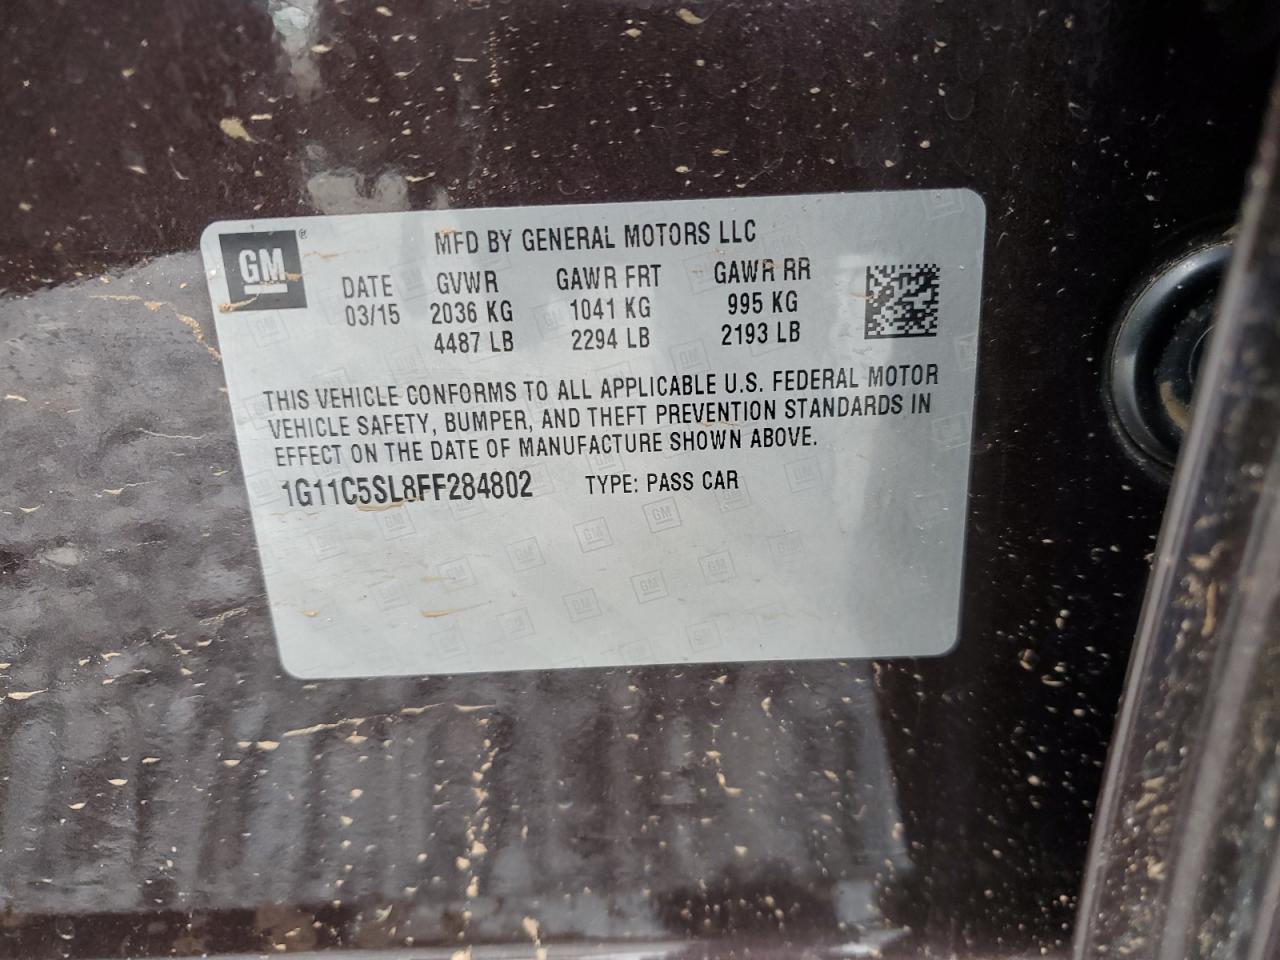 GM®
MFD BY GENERAL MOTORS LLC
DATE GVWR GAWR FRT GAWR RR
03/15 2036 KG 1041 KG 995 KG
4487 LB 2294 LB 2193 LB
THIS VEHICLE CONFORMS TO ALL APPLICABLE U.S. FEDERAL MOTOR
VEHICLE SAFETY, BUMPER, AND THEFT PREVENTION STANDARDS IN
EFFECT ON THE DATE OF MANUFACTURE SHOWN ABOVE.
1G11C5SL8FF284802 TYPE: PASS CAR